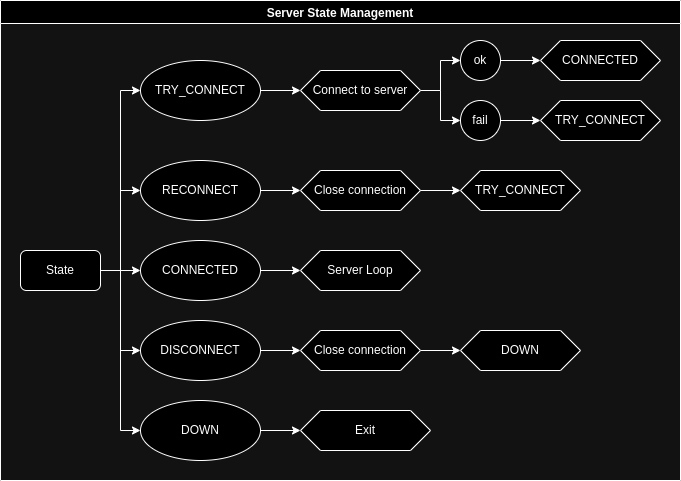 Server State Management
ok
CONNECTED
TRY_CONNECT
Connect to server
fail
TRY_CONNECT
RECONNECT
Close connection
TRY_CONNECT
State
CONNECTED
Server Loop
DISCONNECT
Close connection
DOWN
DOWN
Exit